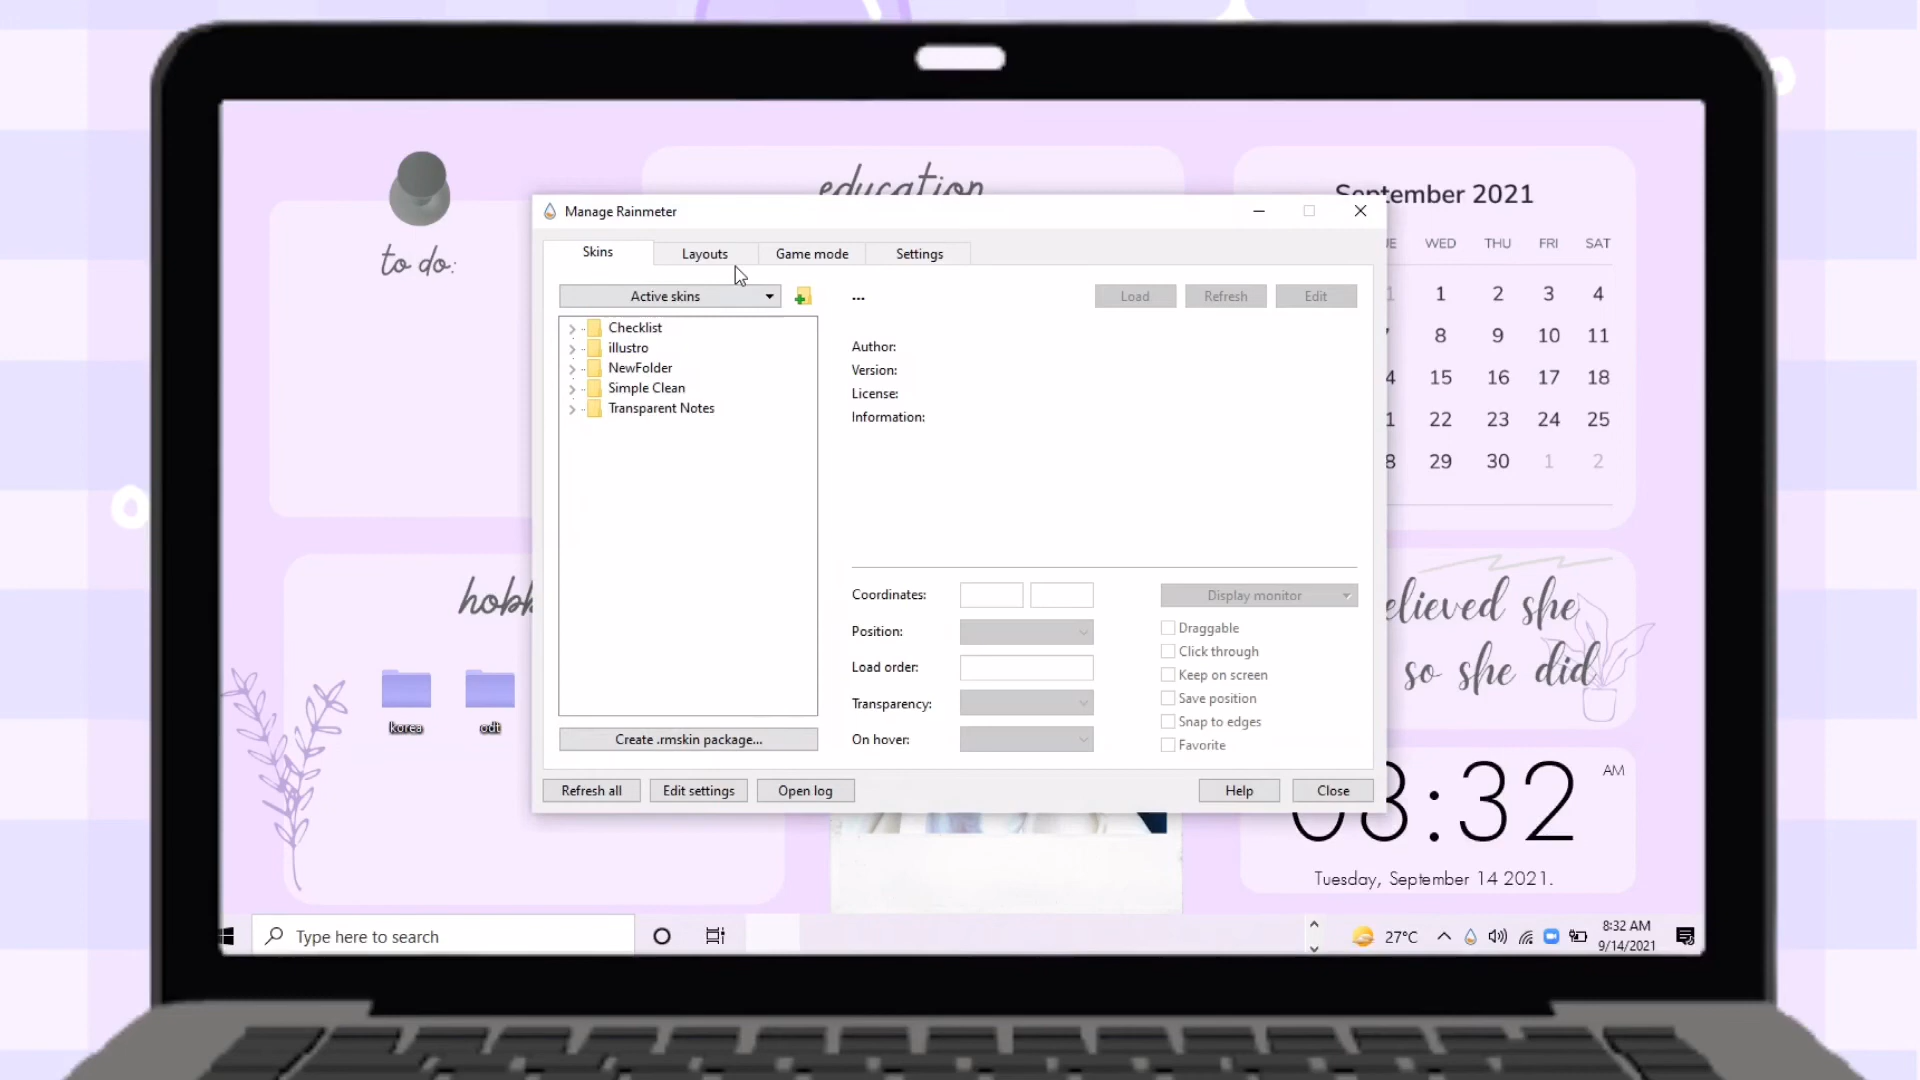 education
September 2021
to do:
Manage Rainmeter
Skins
Layouts
Game mode
Settings
Active skins
...
Load
Refresh
Edit
Checklist
illustro
NewFolder
Simple Clean
Transparent Notes
Author:
Version:
License:
Information:
WED THU FRI SAT
1 2 3 4
8 9 10 11
15 16 17 18
22 23 24 25
29 30 1 2
Coordinates:
Position:
Load order:
Transparency:
On hover:
Display monitor
Draggable
Click through
Keep on screen
Save position
Snap to edges
Favorite
Create .rmskin package...
Refresh all
Edit settings
Open log
Help
Close
korea
odt
elieved she
so she did
08:32 AM
Tuesday, September 14 2021.
Type here to search
27°C
8:32 AM
9/14/2021